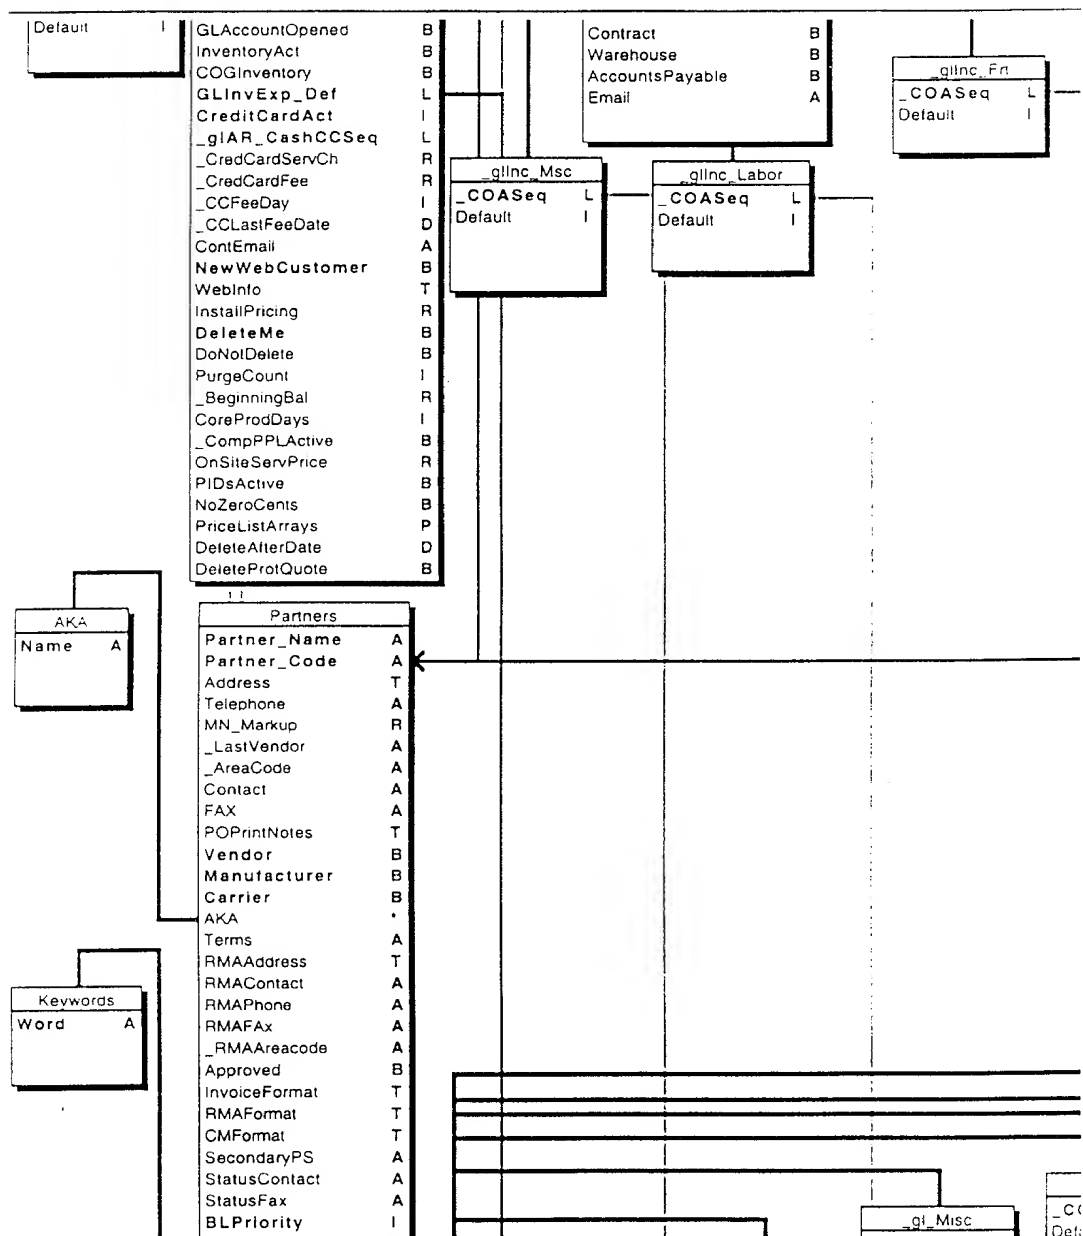 Default I
GLAccountOpened B
InventoryAct B
COGInventory B
GLInvExp_Def L
CreditCardAct I
_glAR_CashCCSeq L
_CredCardServCh R
_CredCardFee R
_CCFeeDay I
_CCLastFeeDate D
ContEmail A
NewWebCustomer B
WebInfo T
InstallPricing R
DeleteMe B
DoNotDelete B
PurgeCount I
_BeginningBal R
CoreProdDays I
_CompPPLActive B
OnSiteServPrice R
PIDsActive B
NoZeroCents B
PriceListArrays P
DeleteAfterDate D
DeleteProtQuote B
Contract B
Warehouse B
AccountsPayable B
Email A
_glInc_Frt
_COASeq L
Default I
_glInc_Msc
_COASeq L
Default I
_glInc_Labor
_COASeq L
Default I
AKA
Name A
Partners
Partner_Name A
Partner_Code A
Address T
Telephone A
MN_Markup R
_LastVendor A
_AreaCode A
Contact A
FAX A
POPrintNotes T
Vendor B
Manufacturer B
Carrier B
AKA *
Terms A
RMAAddress T
RMAContact A
RMAPhone A
RMAFAx A
_RMAAreacode A
Approved B
InvoiceFormat T
RMAFormat T
CMFormat T
SecondaryPS A
StatusContact A
StatusFax A
BLPriority I
Keywords
Word A
_gl_Misc
_CO
Defa